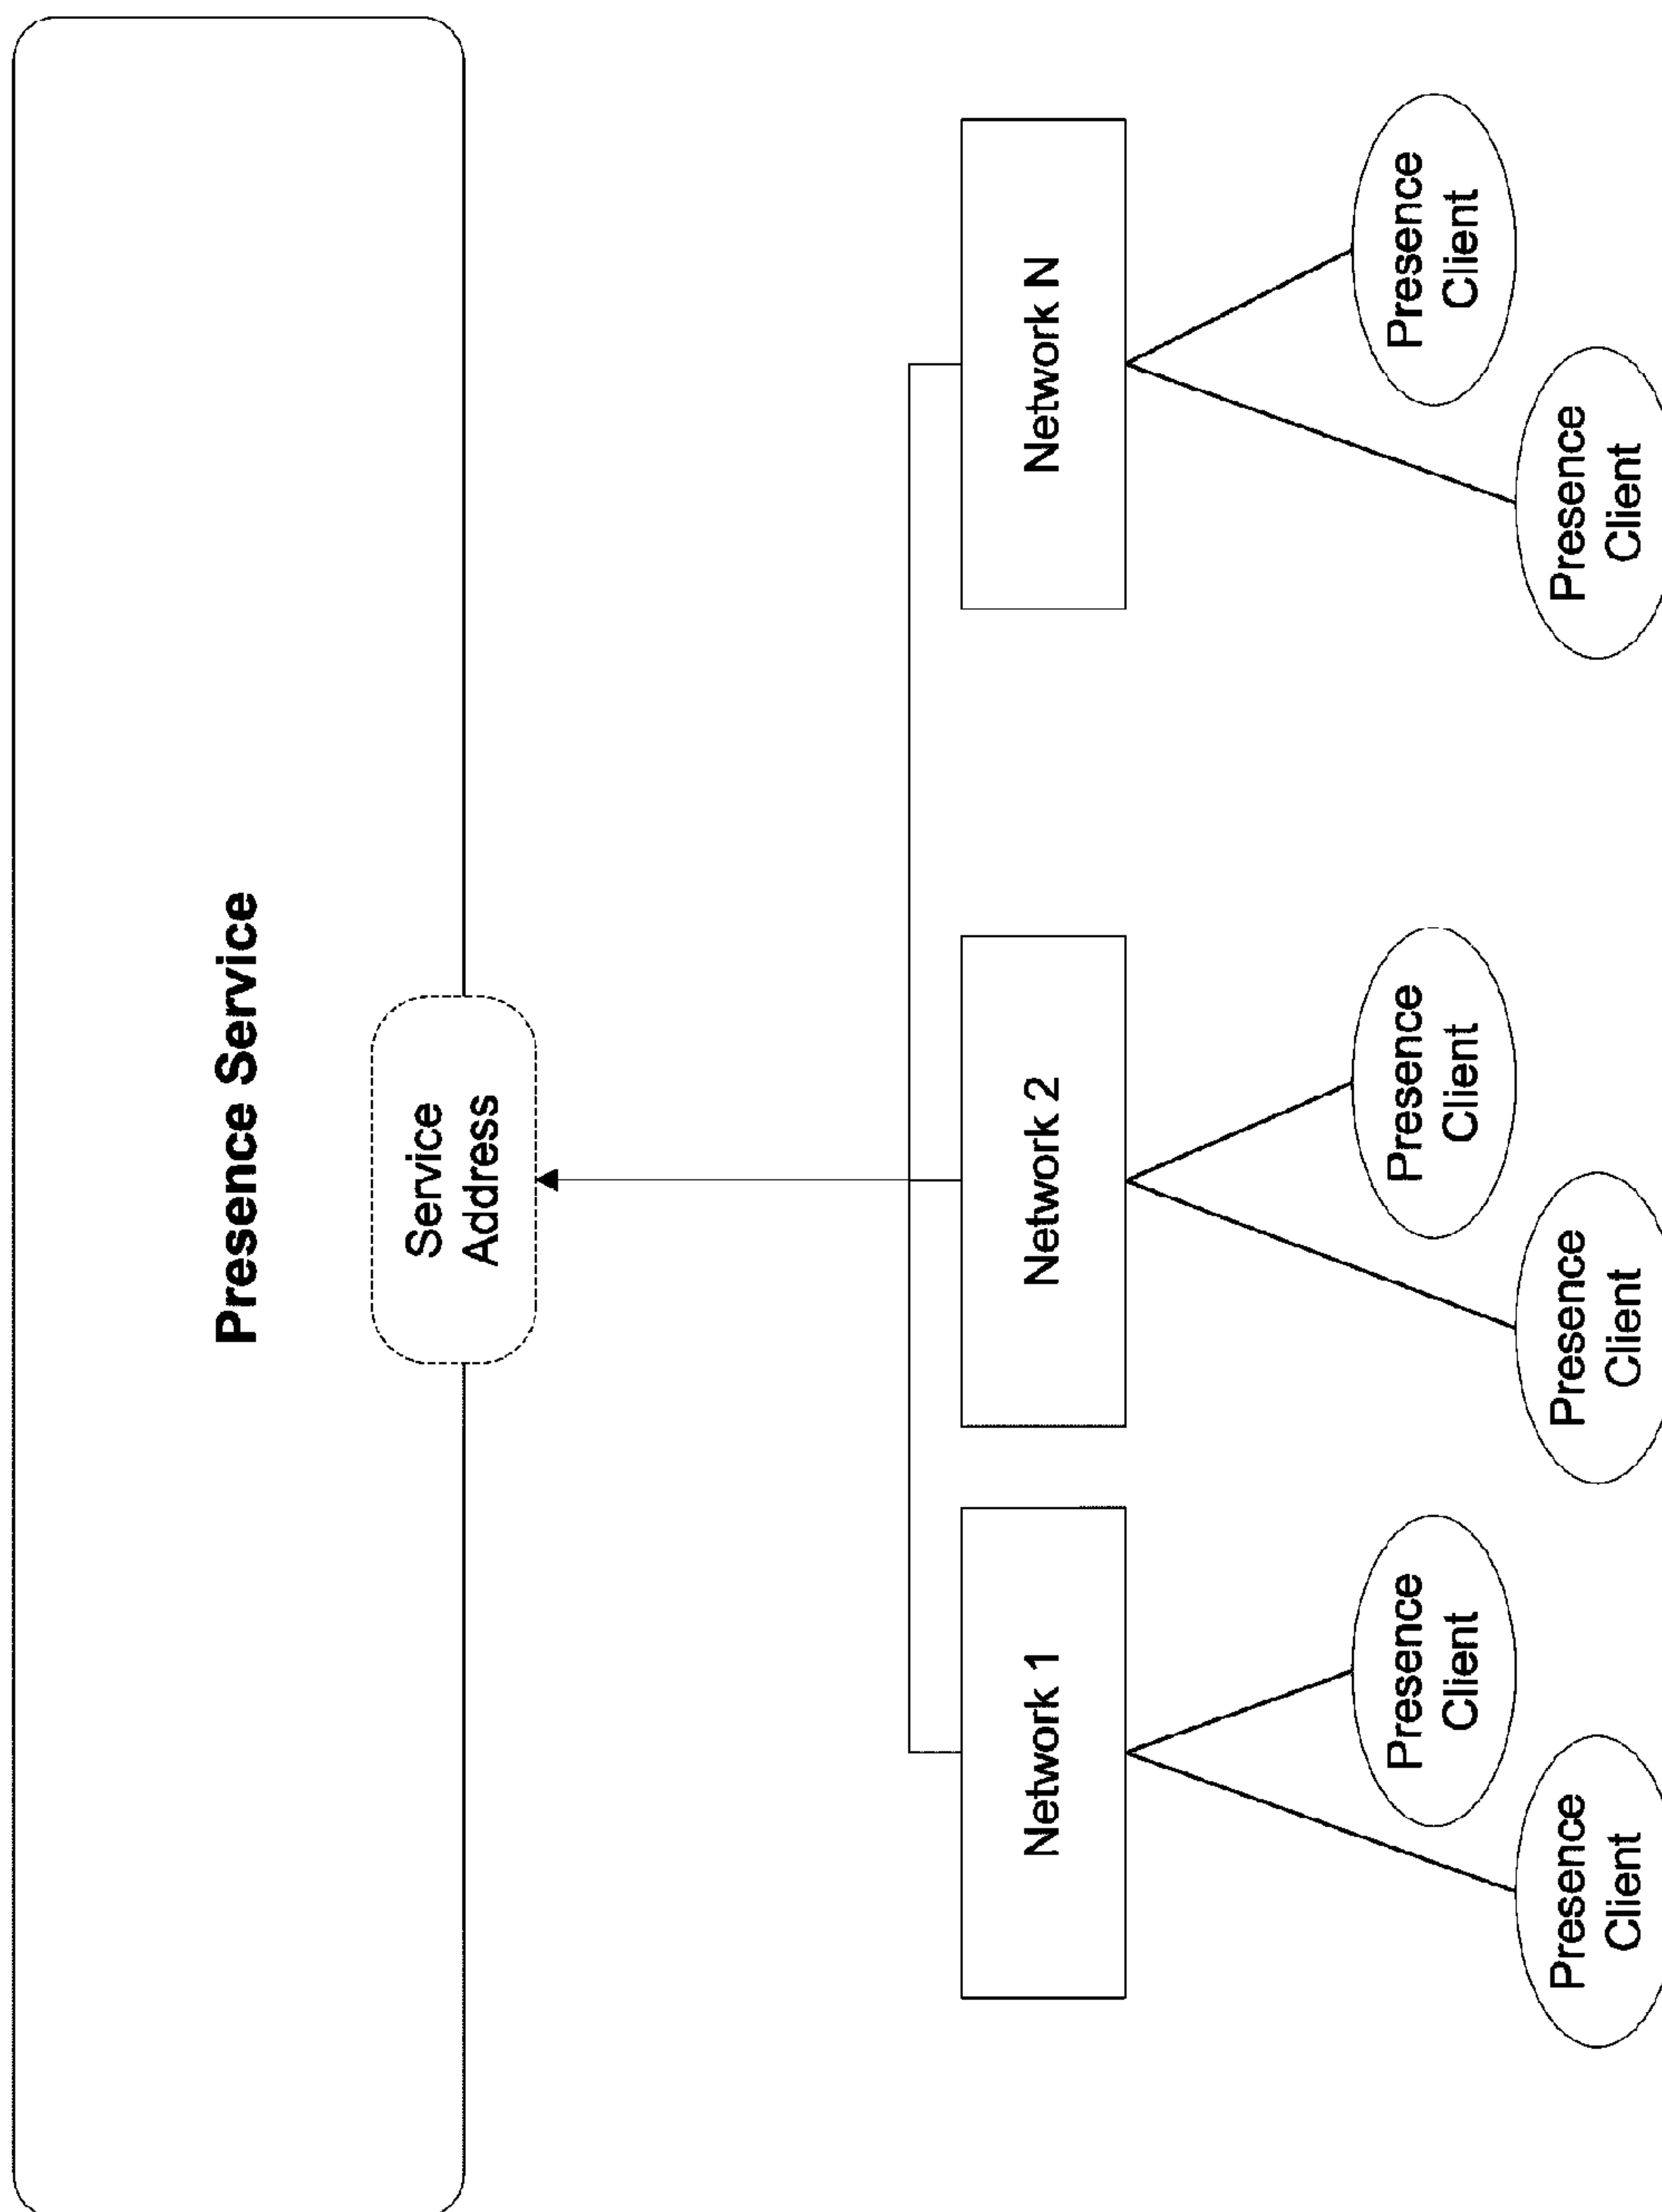 Presence Service
Service
Address
Network 1
Network 2
Network N
Presence
Client
Presence
Client
Presence
Client
Presence
Client
Presence
Client
Presence
Client